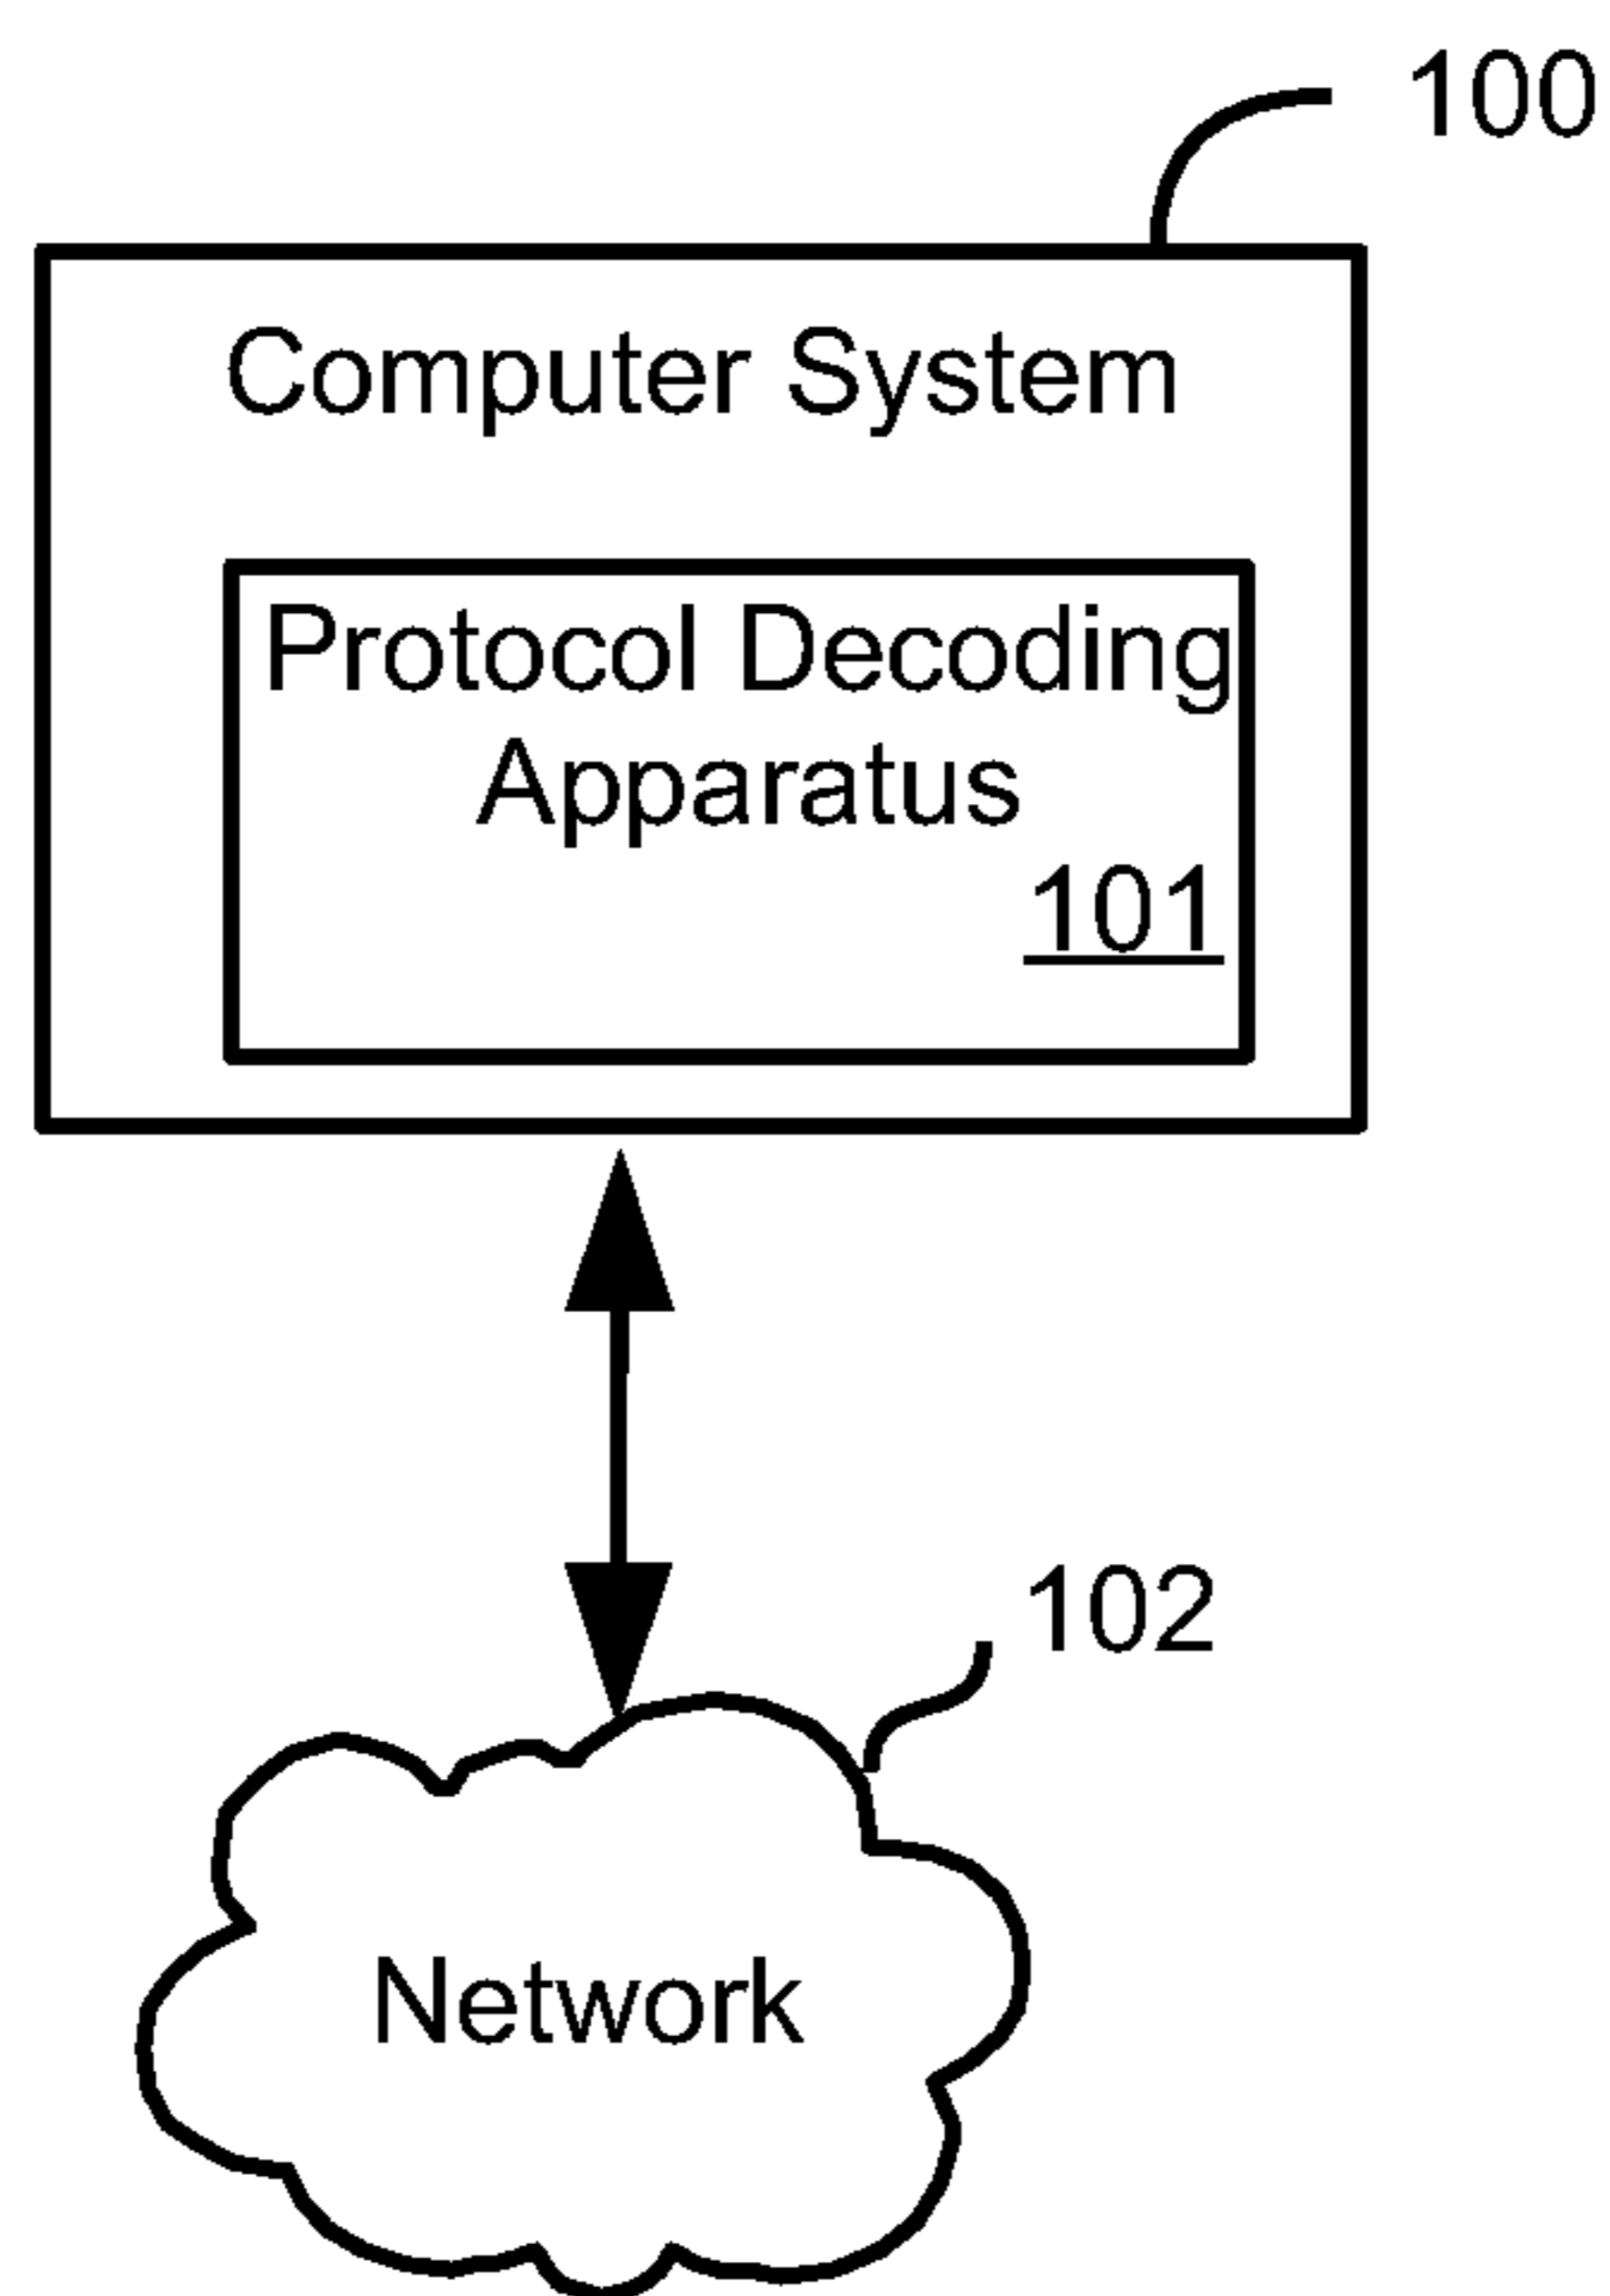 100
Computer System
Protocol Decoding
Apparatus
101
102
Network